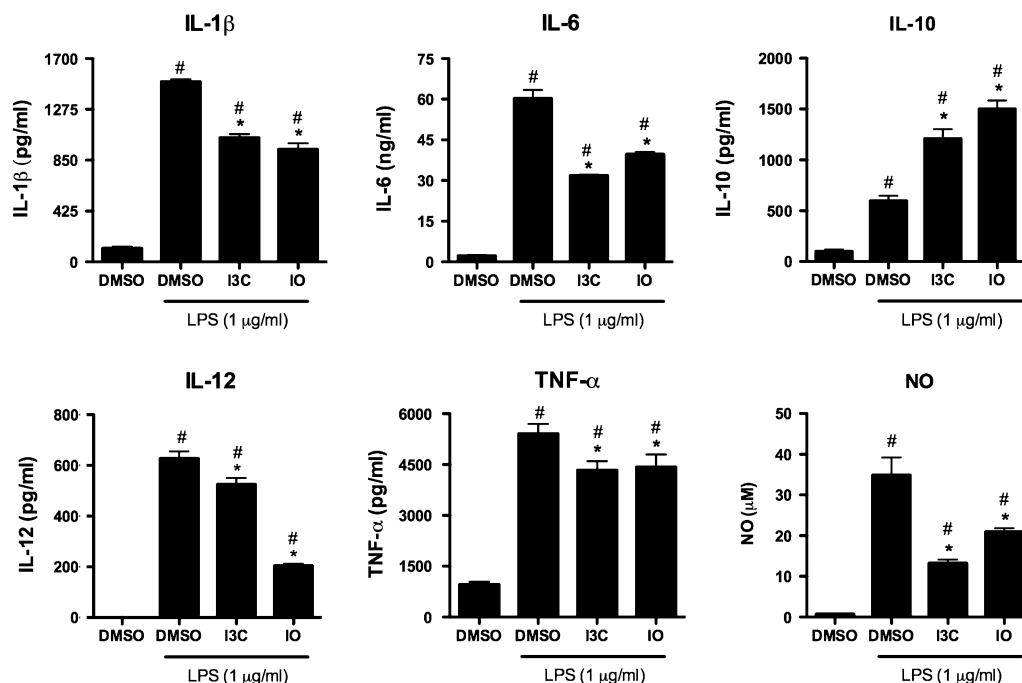 IL-1β
IL-1β (pg/ml)
1700
1275
850
425
0
#
# *
# *
DMSO DMSO I3C IO
LPS (1 μg/ml)
IL-6
IL-6 (ng/ml)
75
60
45
30
15
0
#
# *
# *
DMSO DMSO I3C IO
LPS (1 μg/ml)
IL-10
IL-10 (pg/ml)
2000
1500
1000
500
0
#
# *
# *
DMSO DMSO I3C IO
LPS (1 μg/ml)
IL-12
IL-12 (pg/ml)
800
600
400
200
0
#
# *
# *
DMSO DMSO I3C IO
LPS (1 μg/ml)
TNF-α
TNF-α (pg/ml)
6000
4500
3000
1500
0
#
# *
# *
DMSO DMSO I3C IO
LPS (1 μg/ml)
NO
NO (μM)
50
40
30
20
10
0
#
# *
# *
DMSO DMSO I3C IO
LPS (1 μg/ml)